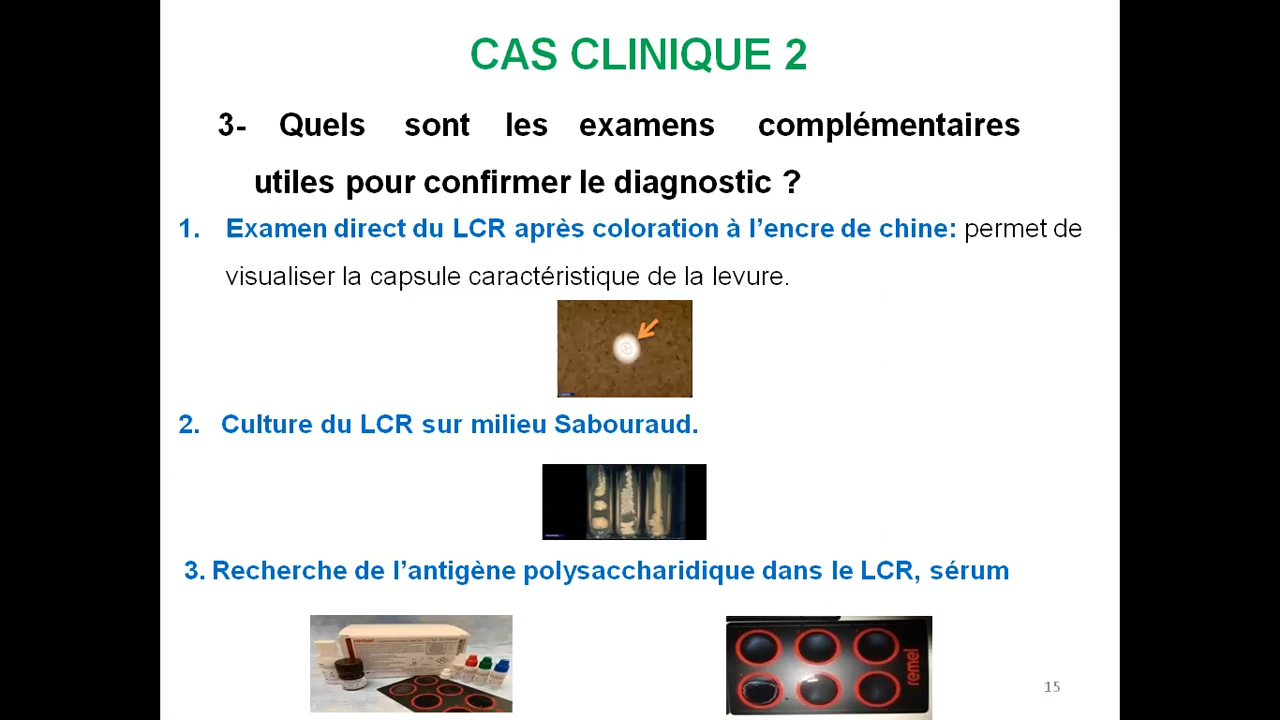 CAS CLINIQUE 2
3- Quels sont les examens complémentaires
utiles pour confirmer le diagnostic ?
1. Examen direct du LCR après coloration à l’encre de chine: permet de
visualiser la capsule caractéristique de la levure.
2. Culture du LCR sur milieu Sabouraud.
3. Recherche de l’antigène polysaccharidique dans le LCR, sérum
remel
15